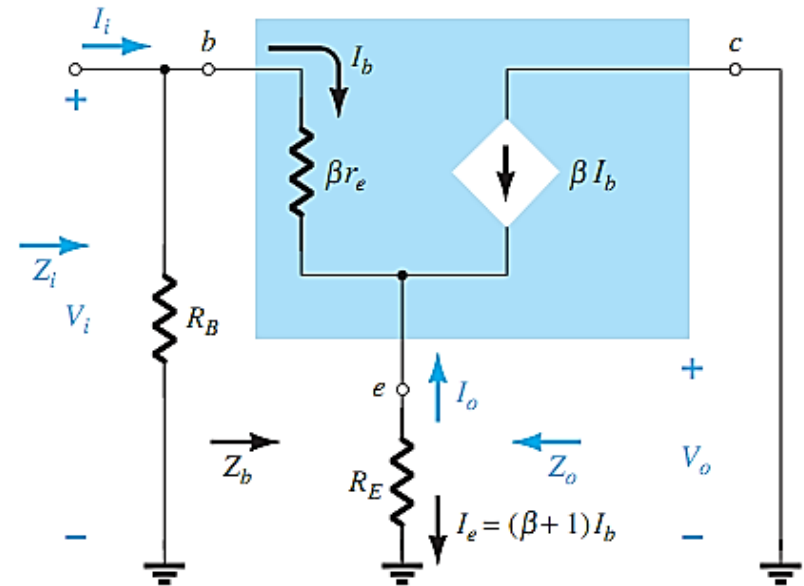 I_i
b
I_b
c
+
βr_e
βI_b
Z_i
V_i
R_B
e
I_o
+
Z_b
R_E
Z_o
V_o
–
I_e = (β + 1)I_b
–